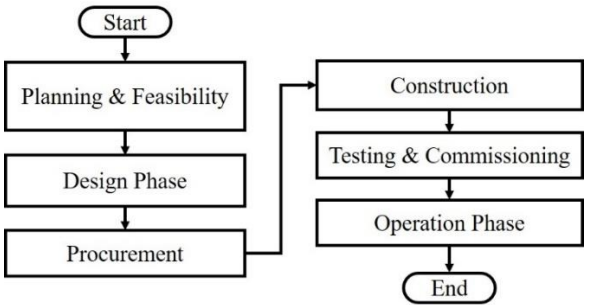 Start
Planning & Feasibility
Design Phase
Procurement
Construction
Testing & Commissioning
Operation Phase
End